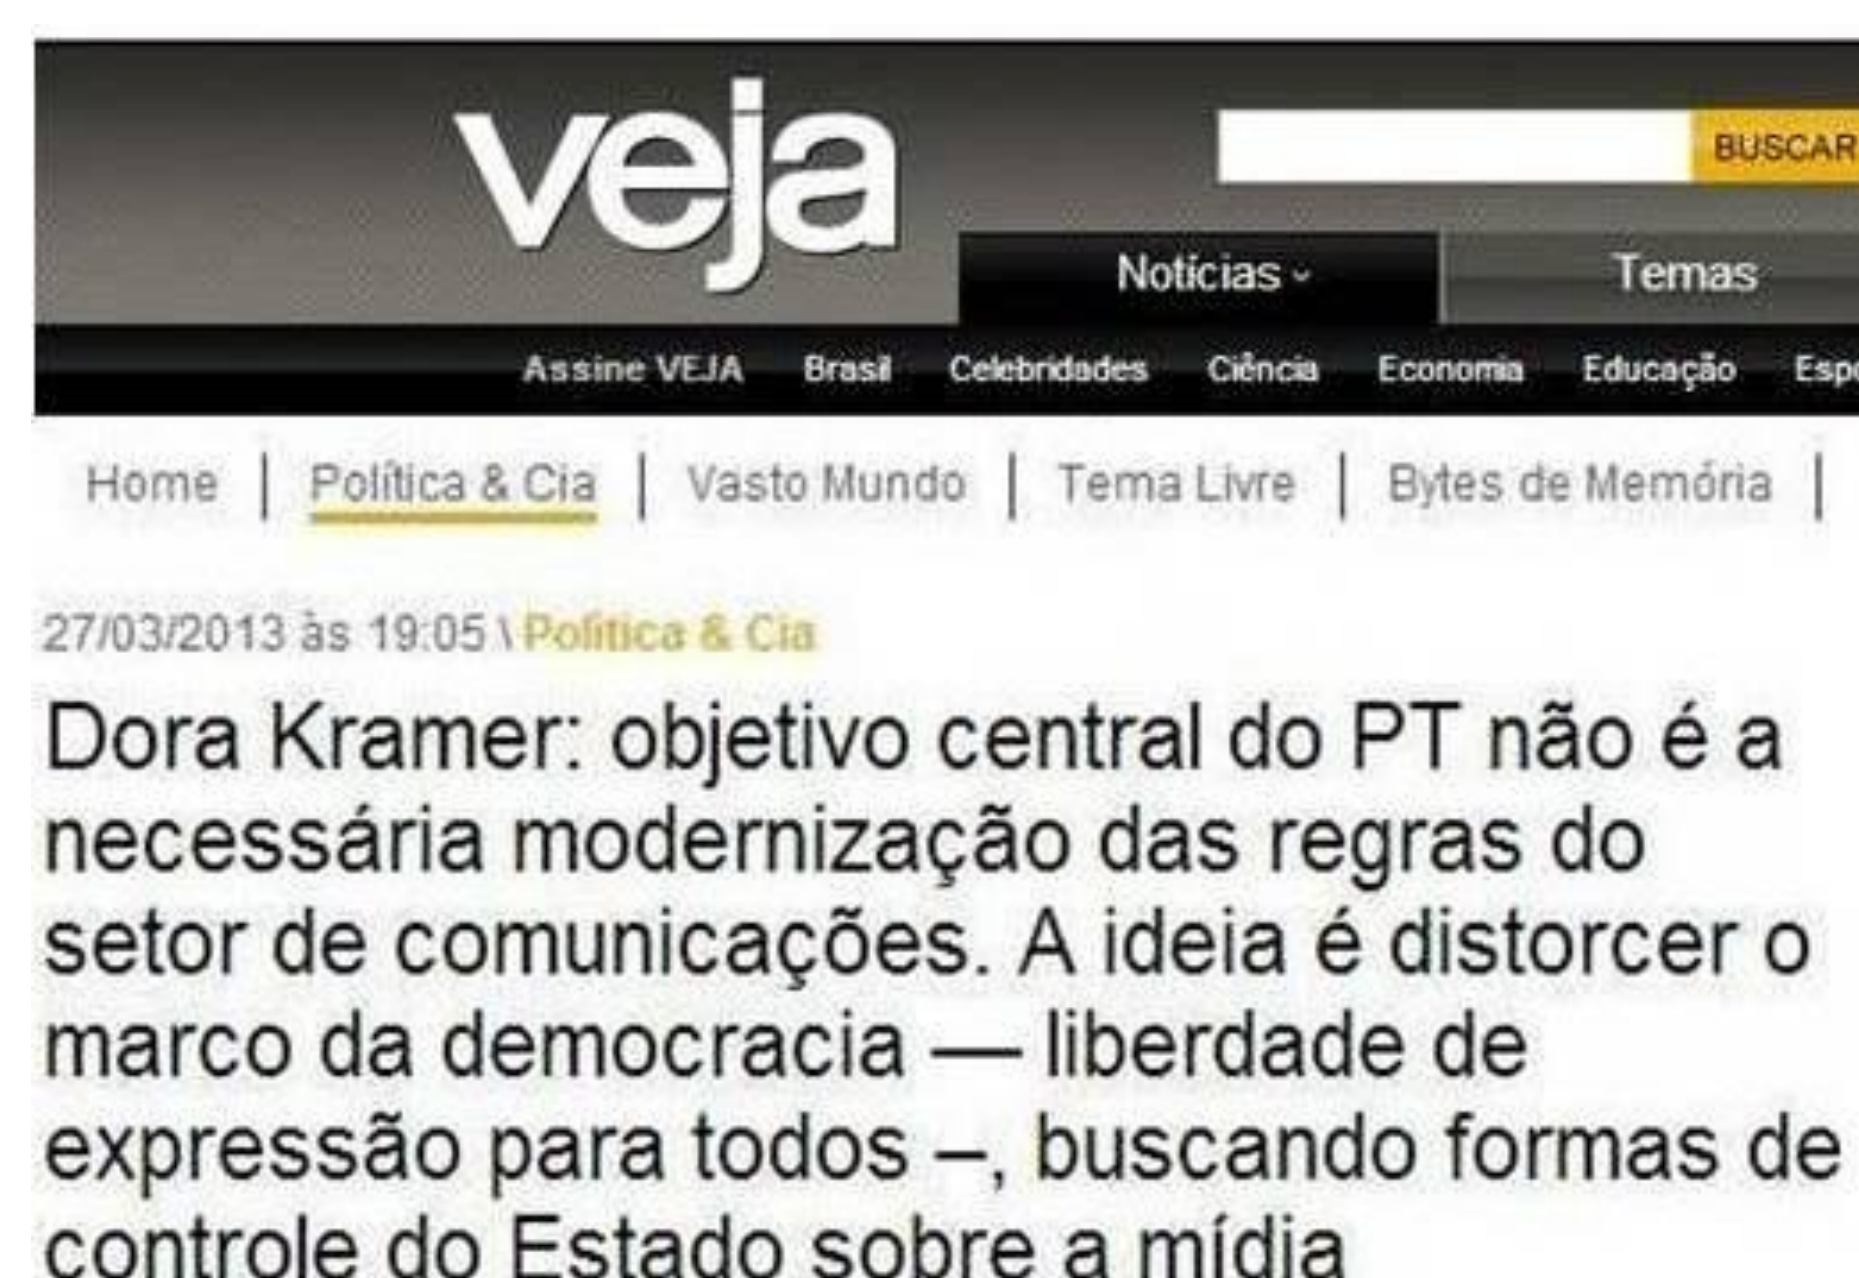 veja
BUSCAR
Notícias Temas
Assine VEJA Brasil Celebridades Ciência Economia Educação Espo
Home | Política & Cia | Vasto Mundo | Tema Livre | Bytes de Memória |
27/03/2013 às 19:05 \ Política & Cia
Dora Kramer: objetivo central do PT não é a
necessária modernização das regras do
setor de comunicações. A ideia é distorcer o
marco da democracia — liberdade de
expressão para todos –, buscando formas de
controle do Estado sobre a mídia